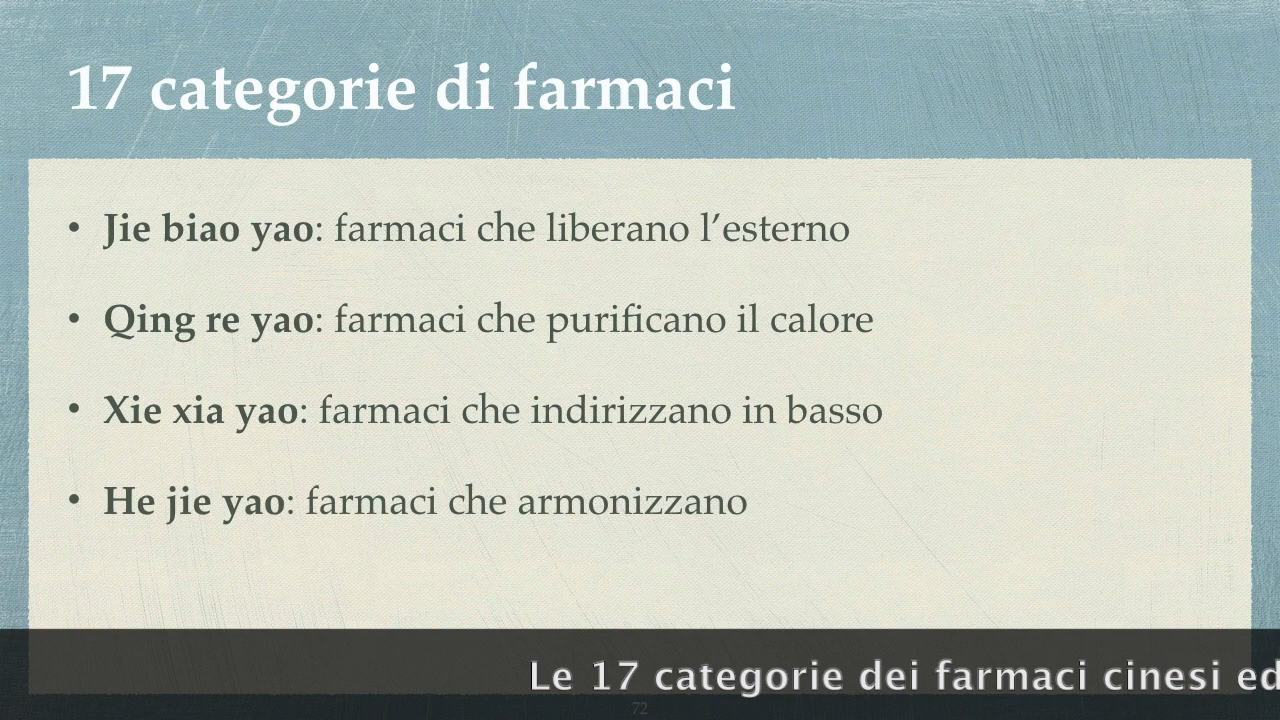 17 categorie di farmaci
• Jie biao yao: farmaci che liberano l’esterno
• Qing re yao: farmaci che purificano il calore
• Xie xia yao: farmaci che indirizzano in basso
• He jie yao: farmaci che armonizzano
Le 17 categorie dei farmaci cinesi ed
72